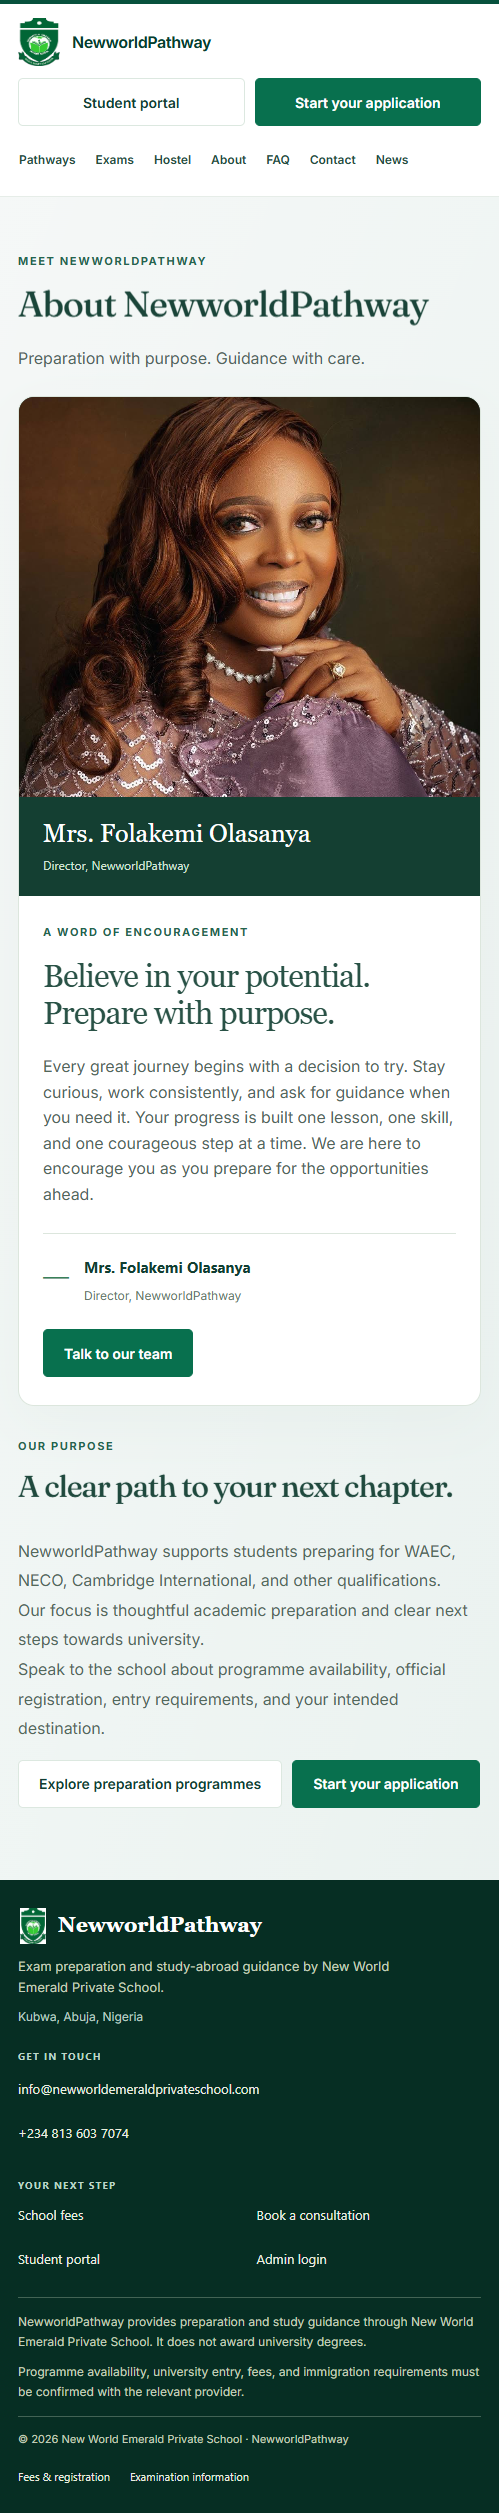 NewworldPathway
Student portal
Start your application
Pathways
Exams
Hostel
About
FAQ
Contact
News
MEET NEWWORLDPATHWAY
About NewworldPathway
Preparation with purpose. Guidance with care.
Mrs. Folakemi Olasanya
Director, NewworldPathway
A WORD OF ENCOURAGEMENT
Believe in your potential.
Prepare with purpose.
Every great journey begins with a decision to try. Stay
curious, work consistently, and ask for guidance when
you need it. Your progress is built one lesson, one skill,
and one courageous step at a time. We are here to
encourage you as you prepare for the opportunities
ahead.
Mrs. Folakemi Olasanya
Director, NewworldPathway
Talk to our team
OUR PURPOSE
A clear path to your next chapter.
NewworldPathway supports students preparing for WAEC,
NECO, Cambridge International, and other qualifications.
Our focus is thoughtful academic preparation and clear next
steps towards university.
Speak to the school about programme availability, official
registration, entry requirements, and your intended
destination.
Explore preparation programmes
Start your application
NewworldPathway
Exam preparation and study-abroad guidance by New World
Emerald Private School.
Kubwa, Abuja, Nigeria
GET IN TOUCH
info@newworldemeraldprivateschool.com
+234 813 603 7074
YOUR NEXT STEP
School fees
Book a consultation
Student portal
Admin login
NewworldPathway provides preparation and study guidance through New World
Emerald Private School. It does not award university degrees.
Programme availability, university entry, fees, and immigration requirements must
be confirmed with the relevant provider.
© 2026 New World Emerald Private School · NewworldPathway
Fees & registration
Examination information